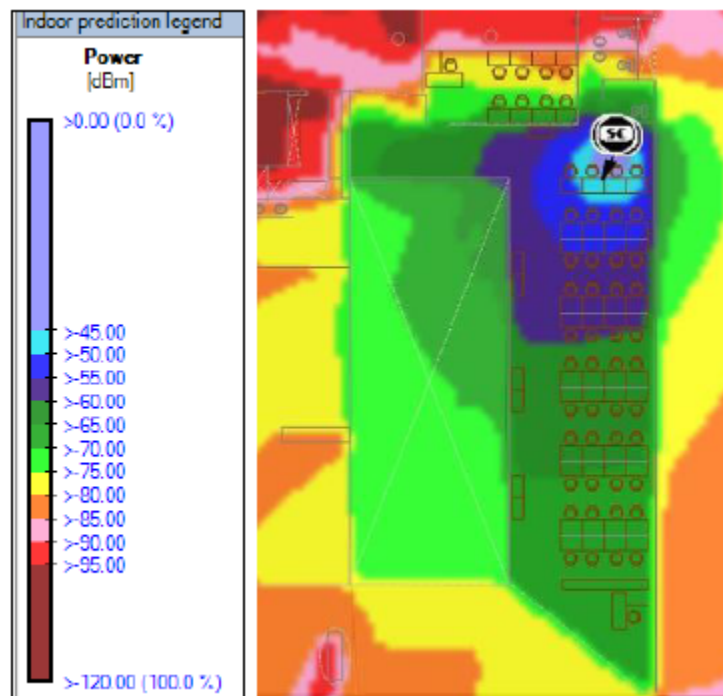 Indoor prediction legend
Power
[dBm]
>0.00 (0.0 %)
>-45.00
>-50.00
>-55.00
>-60.00
>-65.00
>-70.00
>-75.00
>-80.00
>-85.00
>-90.00
>-95.00
>-120.00 (100.0 %)
SC